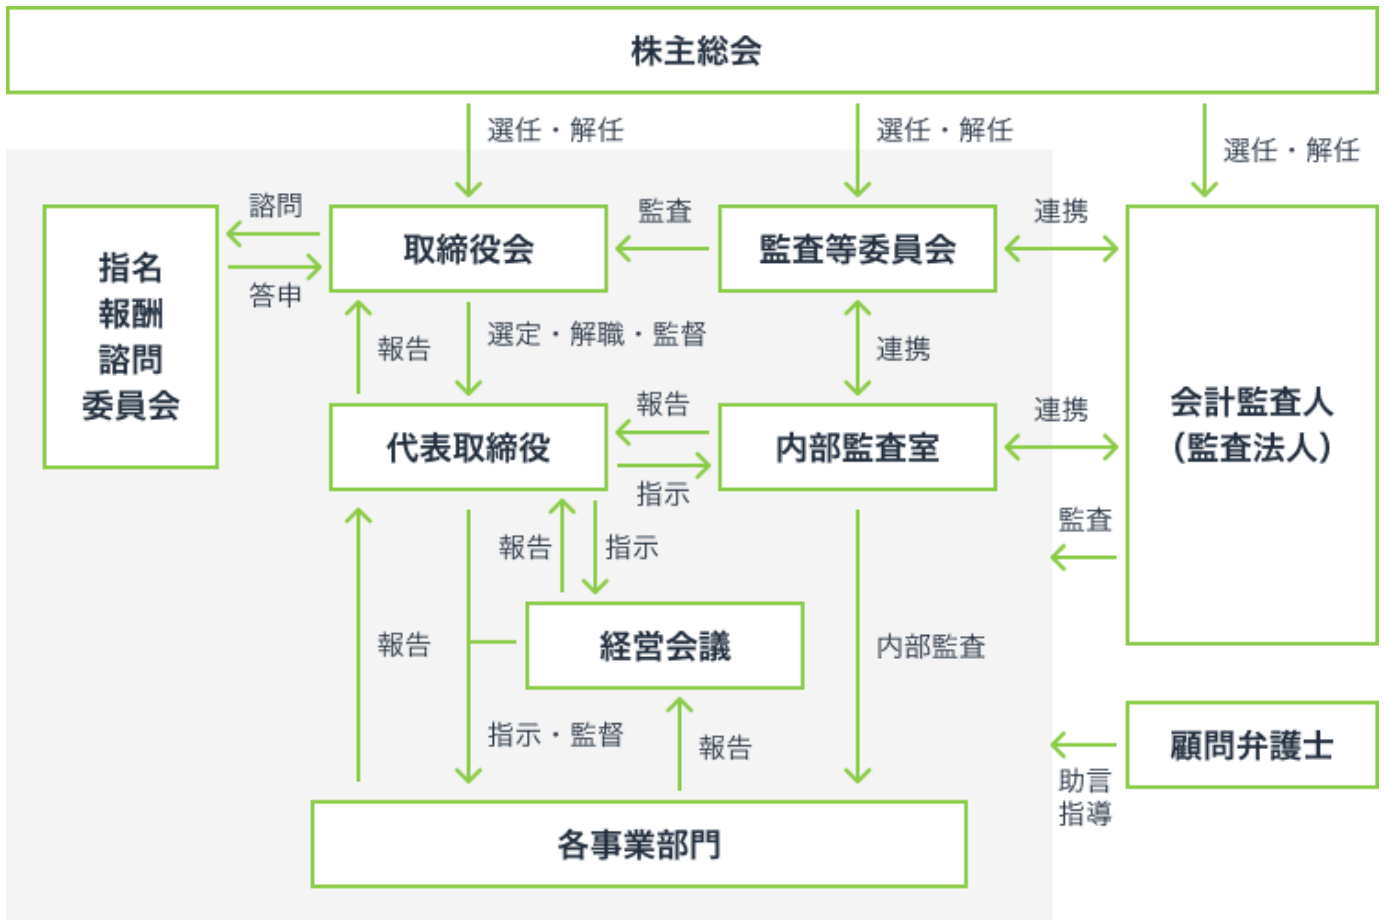 株主総会
選任・解任
選任・解任
選任・解任
諮問
答申
指名
報酬
諮問
委員会
取締役会
監査
監査等委員会
連携
報告
選定・解職・監督
連携
代表取締役
報告
指示
内部監査室
連携
会計監査人
（監査法人）
監査
報告
指示
経営会議
報告
指示・監督
報告
内部監査
顧問弁護士
助言
指導
各事業部門